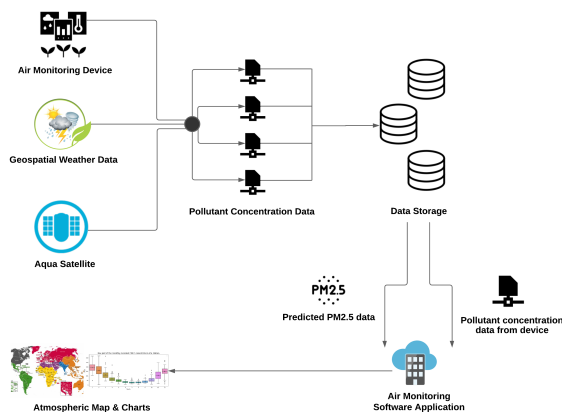 Air Monitoring Device
Geospatial Weather Data
Aqua Satellite
Pollutant Concentration Data
Data Storage
PM2.5
Predicted PM2.5 data
Pollutant concentration
data from device
Air Monitoring
Software Application
Atmospheric Map & Charts